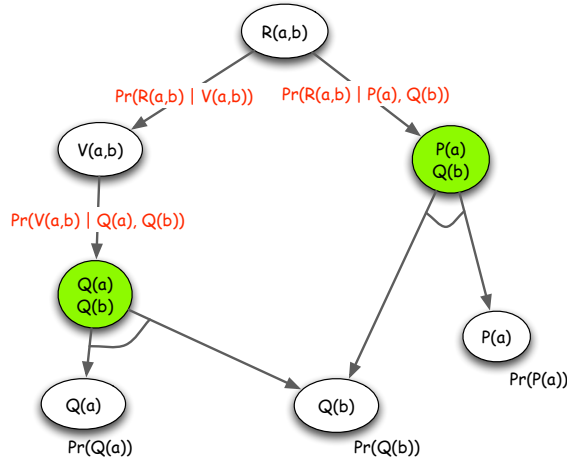 R(a,b)
Pr(R(a,b) | V(a,b))
Pr(R(a,b) | P(a), Q(b))
V(a,b)
P(a)
Q(b)
Pr(V(a,b) | Q(a), Q(b))
Q(a)
Q(b)
P(a)
Pr(P(a))
Q(a)
Q(b)
Pr(Q(a))
Pr(Q(b))